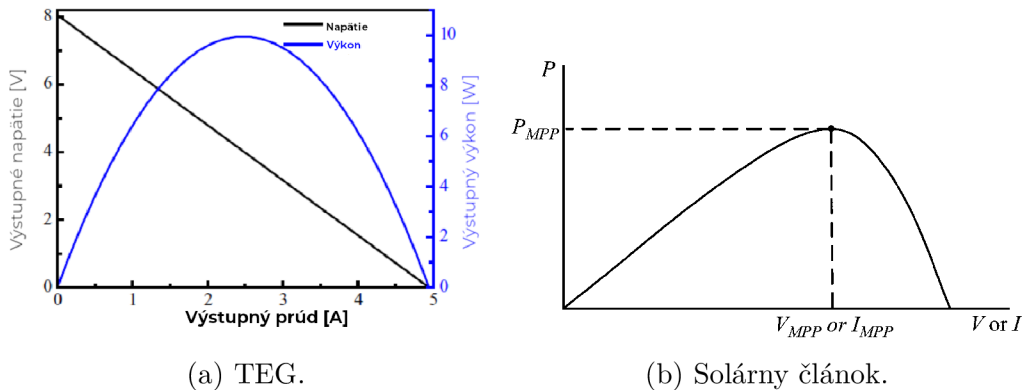 8
6
4
2
0
Výstupné napätie [V]
Napätie
Výkon
10
8
6
4
2
0
Výstupný výkon [W]
0
1
2
3
4
5
Výstupný prúd [A]
(a) TEG.
P
P_MPP
V_MPP or I_MPP
V or I
(b) Solárny článok.